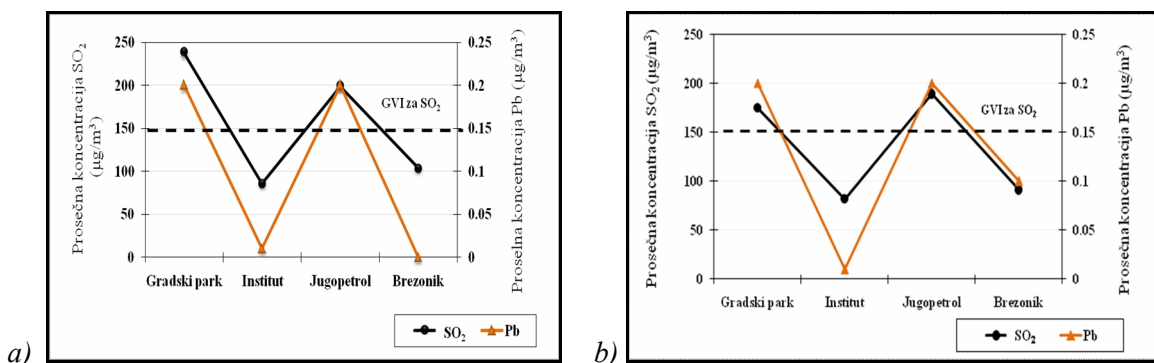 Prosečna koncentracija SO2
(μg/m3)
250
200
150
100
50
0
GVI za SO2
0.25
0.2
0.15
0.1
0.05
0
Proselna koncentracija Pb (μg/m3)
Gradski park Institut Jugopetrol Brezonik
SO2 Pb
a)
Prosečna koncentracija SO2 (μg/m3)
250
200
150
100
50
0
GVI za SO2
0.25
0.2
0.15
0.1
0.05
0
Prosečna koncentracija Pb (μg/m3)
Gradski park Institut Jugopetrol Brezonik
SO2 Pb
b)